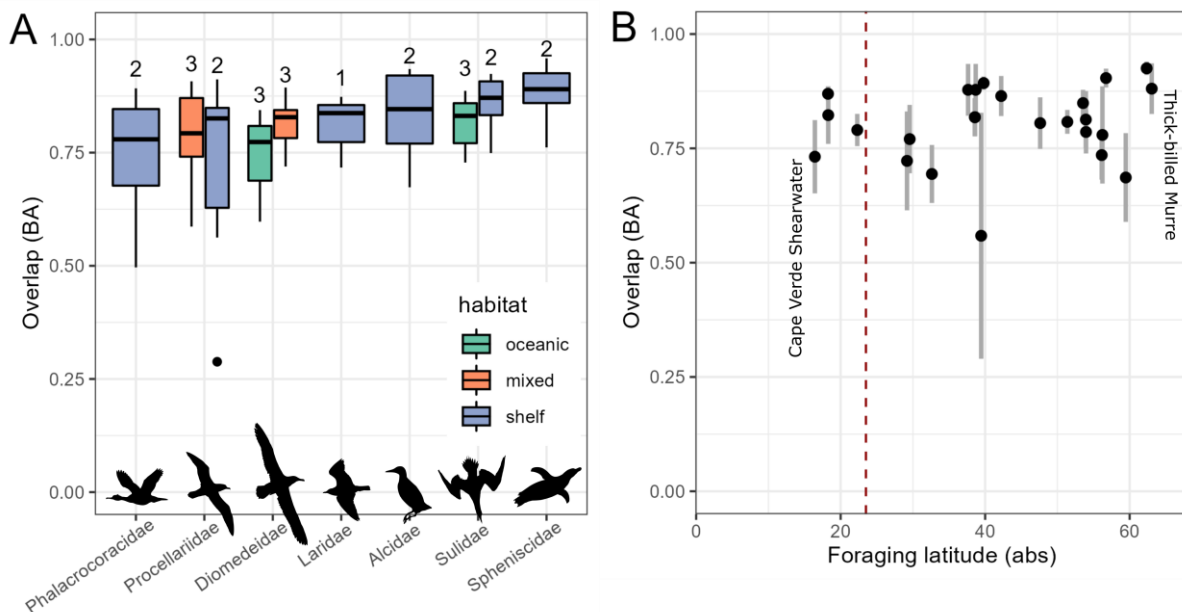 A
1.00
0.75
0.50
0.25
0.00
Overlap (BA)
2
3
2
3
3
1
2
3
2
2
habitat
oceanic
mixed
shelf
Phalacrocoracidae
Procellariidae
Diomedeidae
Laridae
Alcidae
Sulidae
Spheniscidae
B
1.00
0.75
0.50
0.25
0.00
Overlap (BA)
Cape Verde Shearwater
Thick-billed Murre
0
20
40
60
Foraging latitude (abs)